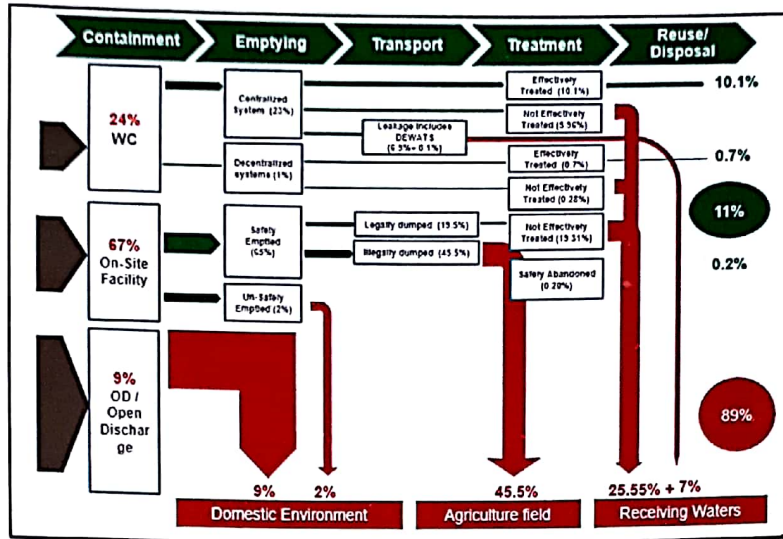 Containment
Emptying
Transport
Treatment
Reuse/
Disposal
24%
WC
Centralized
System (23%)
Effectively
Treated (10.1%)
10.1%
Not Effectively
Treated (5.96%)
Leakage includes
DEWATS
Decentralized
systems (1%)
Effectively
Treated (0.7%)
0.7%
Not Effectively
Treated (0.28%)
11%
67%
On-Site
Facility
Safely
Emptied
(65%)
Legally dumped (19.5%)
Not Effectively
Treated (19.31%)
Illegally dumped (45.5%)
0.2%
Safely Abandoned
(0.20%)
Un-Safely
Emptied (2%)
9%
OD /
Open
Dischar
ge
89%
9%
2%
45.5%
25.55% + 7%
Domestic Environment
Agriculture field
Receiving Waters